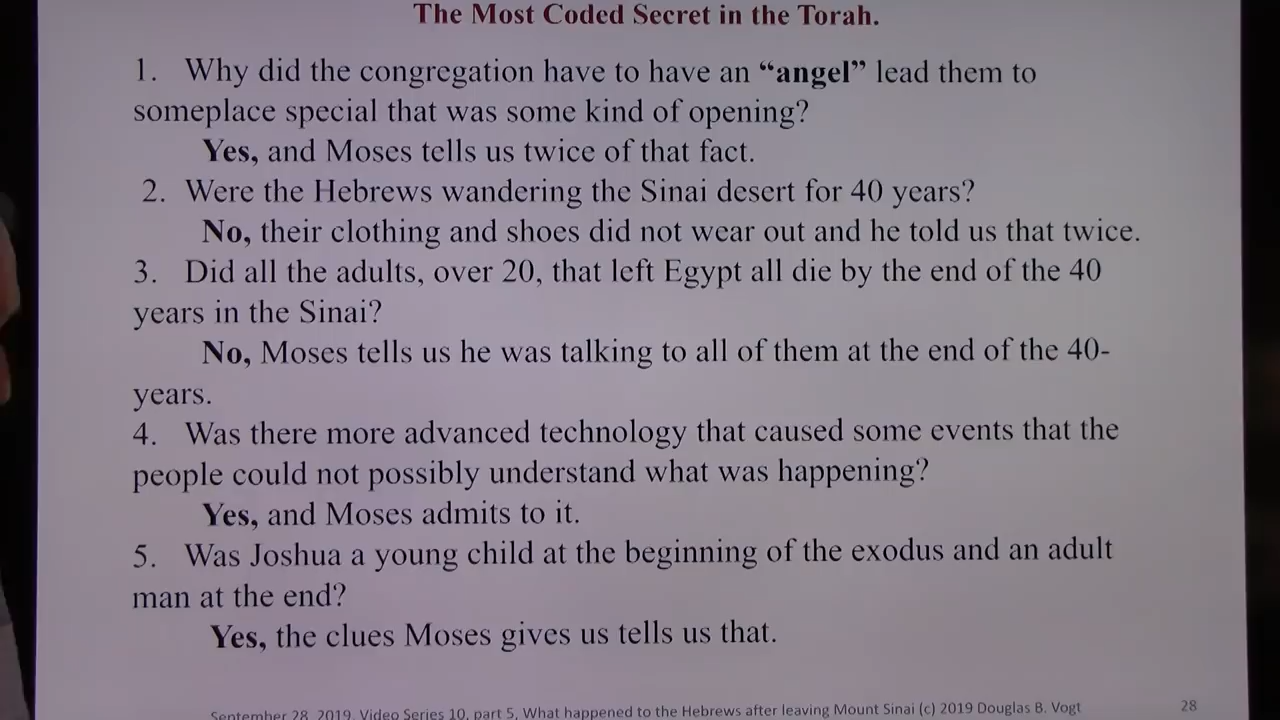 The Most Coded Secret in the Torah.
1. Why did the congregation have to have an “angel” lead them to
someplace special that was some kind of opening?
Yes, and Moses tells us twice of that fact.
2. Were the Hebrews wandering the Sinai desert for 40 years?
No, their clothing and shoes did not wear out and he told us that twice.
3. Did all the adults, over 20, that left Egypt all die by the end of the 40
years in the Sinai?
No, Moses tells us he was talking to all of them at the end of the 40-
years.
4. Was there more advanced technology that caused some events that the
people could not possibly understand what was happening?
Yes, and Moses admits to it.
5. Was Joshua a young child at the beginning of the exodus and an adult
man at the end?
Yes, the clues Moses gives us tells us that.
September 28, 2019, Video Series 10, part 5, What happened to the Hebrews after leaving Mount Sinai (c) 2019 Douglas B. Vogt
28